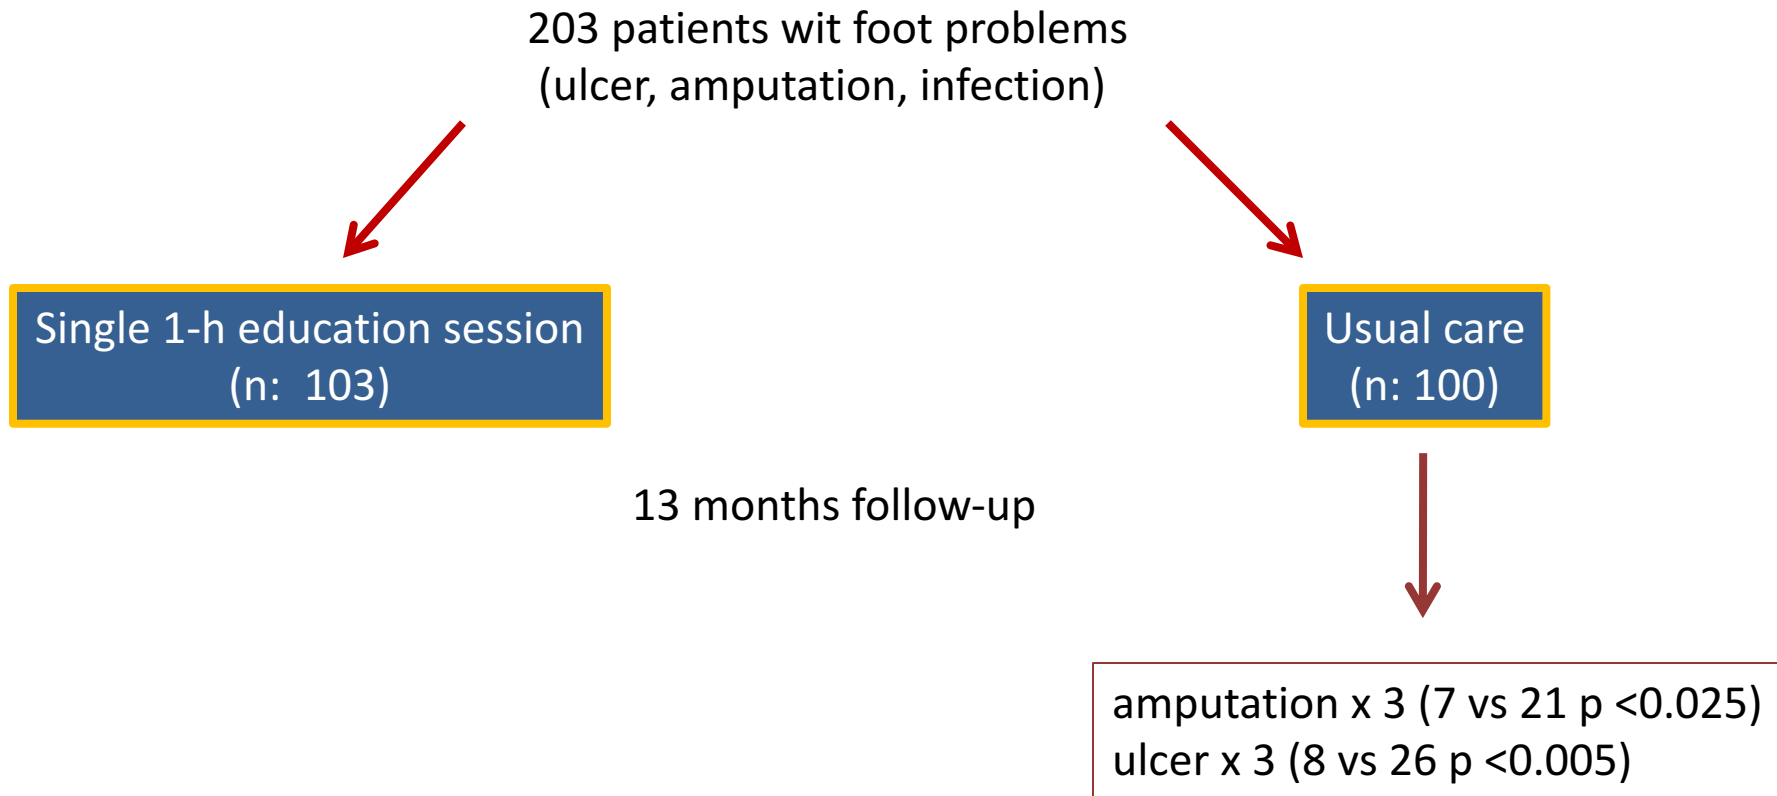 203 patients wit foot problems
(ulcer, amputation, infection)
Single 1-h education session
(n:  103)
Usual care
(n: 100)
13 months follow-up
amputation x 3 (7 vs 21 p <0.025)
ulcer x 3 (8 vs 26 p <0.005)